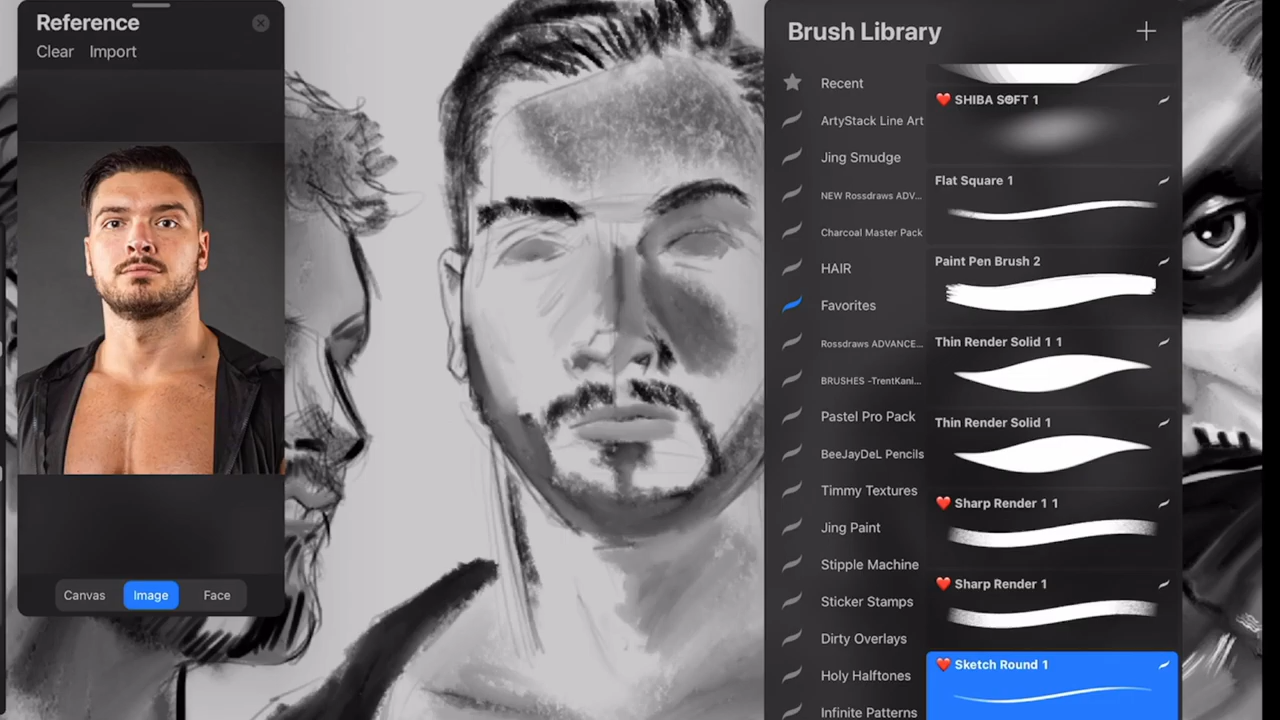 Reference
Clear Import
Canvas Image Face
Brush Library
Recent
ArtyStack Line Art
Jing Smudge
NEW Rossdraws ADV...
Charcoal Master Pack
HAIR
Favorites
Rossdraws ADVANCE...
BRUSHES -TrentKani...
Pastel Pro Pack
BeeJayDeL Pencils
Timmy Textures
Jing Paint
Stipple Machine
Sticker Stamps
Dirty Overlays
Holy Halftones
Infinite Patterns
SHIBA SOFT 1
Flat Square 1
Paint Pen Brush 2
Thin Render Solid 1 1
Thin Render Solid 1
Sharp Render 1 1
Sharp Render 1
Sketch Round 1